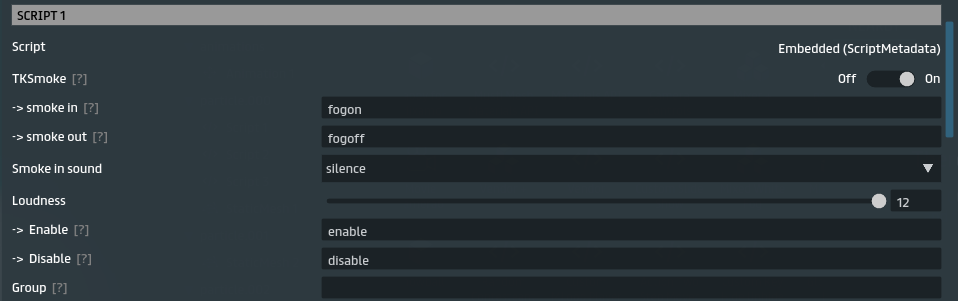 SCRIPT 1
Script Embedded (ScriptMetadata)
TKSmoke [?] Off On
-> smoke in [?] fogon
-> smoke out [?] fogoff
Smoke in sound silence
Loudness 12
-> Enable [?] enable
-> Disable [?] disable
Group [?]